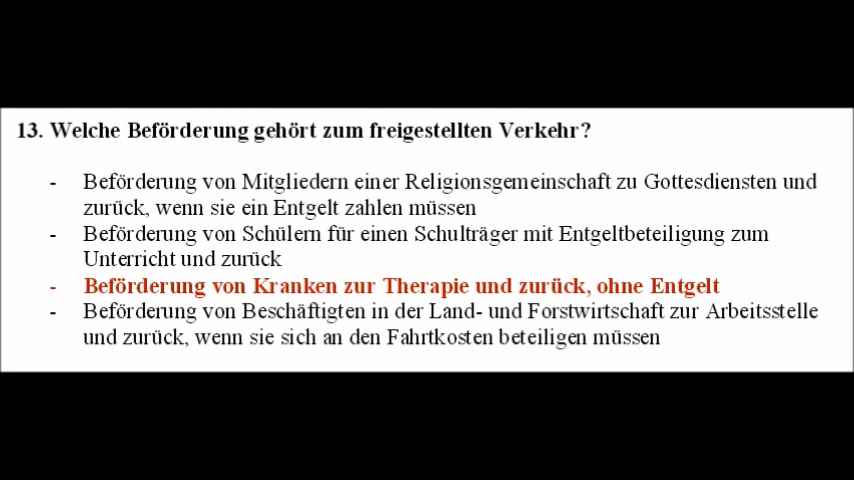 13. Welche Beförderung gehört zum freigestellten Verkehr?
- Beförderung von Mitgliedern einer Religionsgemeinschaft zu Gottesdiensten und
zurück, wenn sie ein Entgelt zahlen müssen
- Beförderung von Schülern für einen Schulträger mit Entgeltbeteiligung zum
Unterricht und zurück
- Beförderung von Kranken zur Therapie und zurück, ohne Entgelt
- Beförderung von Beschäftigten in der Land- und Forstwirtschaft zur Arbeitsstelle
und zurück, wenn sie sich an den Fahrtkosten beteiligen müssen